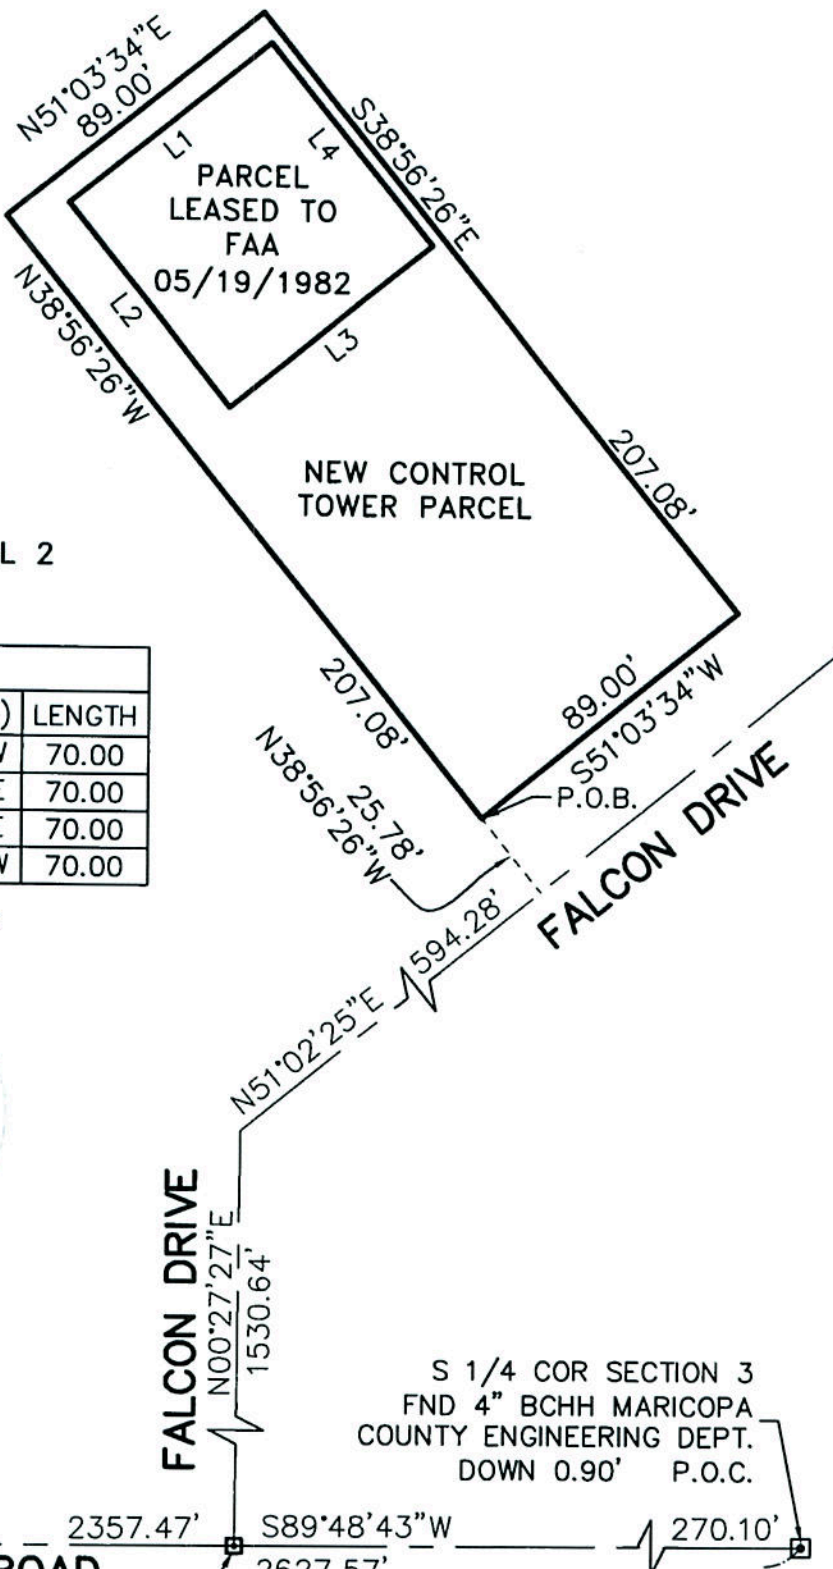 N51°03'34"E
89.00'
S38°56'26"E
L1
L4
PARCEL
LEASED TO
FAA
05/19/1982
L2
L3
N38°56'26"W
207.08'
NEW CONTROL
TOWER PARCEL
L 2
) LENGTH
W 70.00
E 70.00
E 70.00
W 70.00
207.08'
89.00'
S51°03'34"W
P.O.B.
N38°56'26"W
25.78'
FALCON DRIVE
594.28'
N51°02'25"E
FALCON DRIVE
N00°27'27"E
1530.64'
S 1/4 COR SECTION 3
FND 4" BCHH MARICOPA
COUNTY ENGINEERING DEPT.
DOWN 0.90' P.O.C.
2357.47' S89°48'43"W 270.10'
ROAD 2627.57'